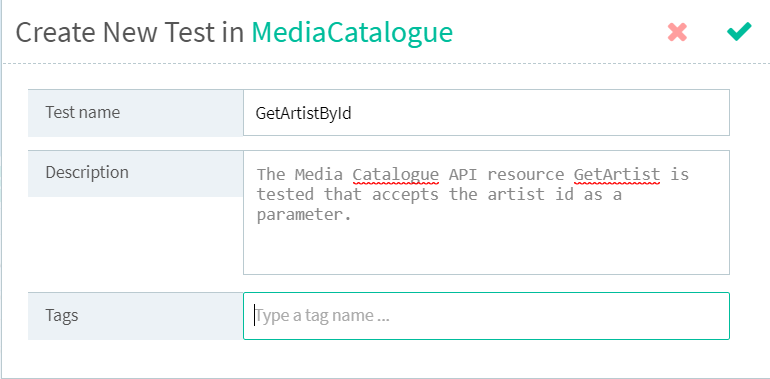 Create New Test in MediaCatalogue
Test name
GetArtistById
Description
The Media Catalogue API resource GetArtist is
tested that accepts the artist id as a
parameter.
Tags
Type a tag name ...